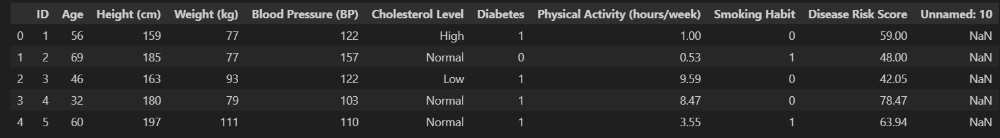 ID Age Height (cm) Weight (kg) Blood Pressure (BP) Cholesterol Level Diabetes Physical Activity (hours/week) Smoking Habit Disease Risk Score Unnamed: 10
0 1 56 159 77 122 High 1 1.00 0 59.00 NaN
1 2 69 185 77 157 Normal 0 0.53 1 48.00 NaN
2 3 46 163 93 122 Low 1 9.59 0 42.05 NaN
3 4 32 180 79 103 Normal 1 8.47 0 78.47 NaN
4 5 60 197 111 110 Normal 1 3.55 1 63.94 NaN